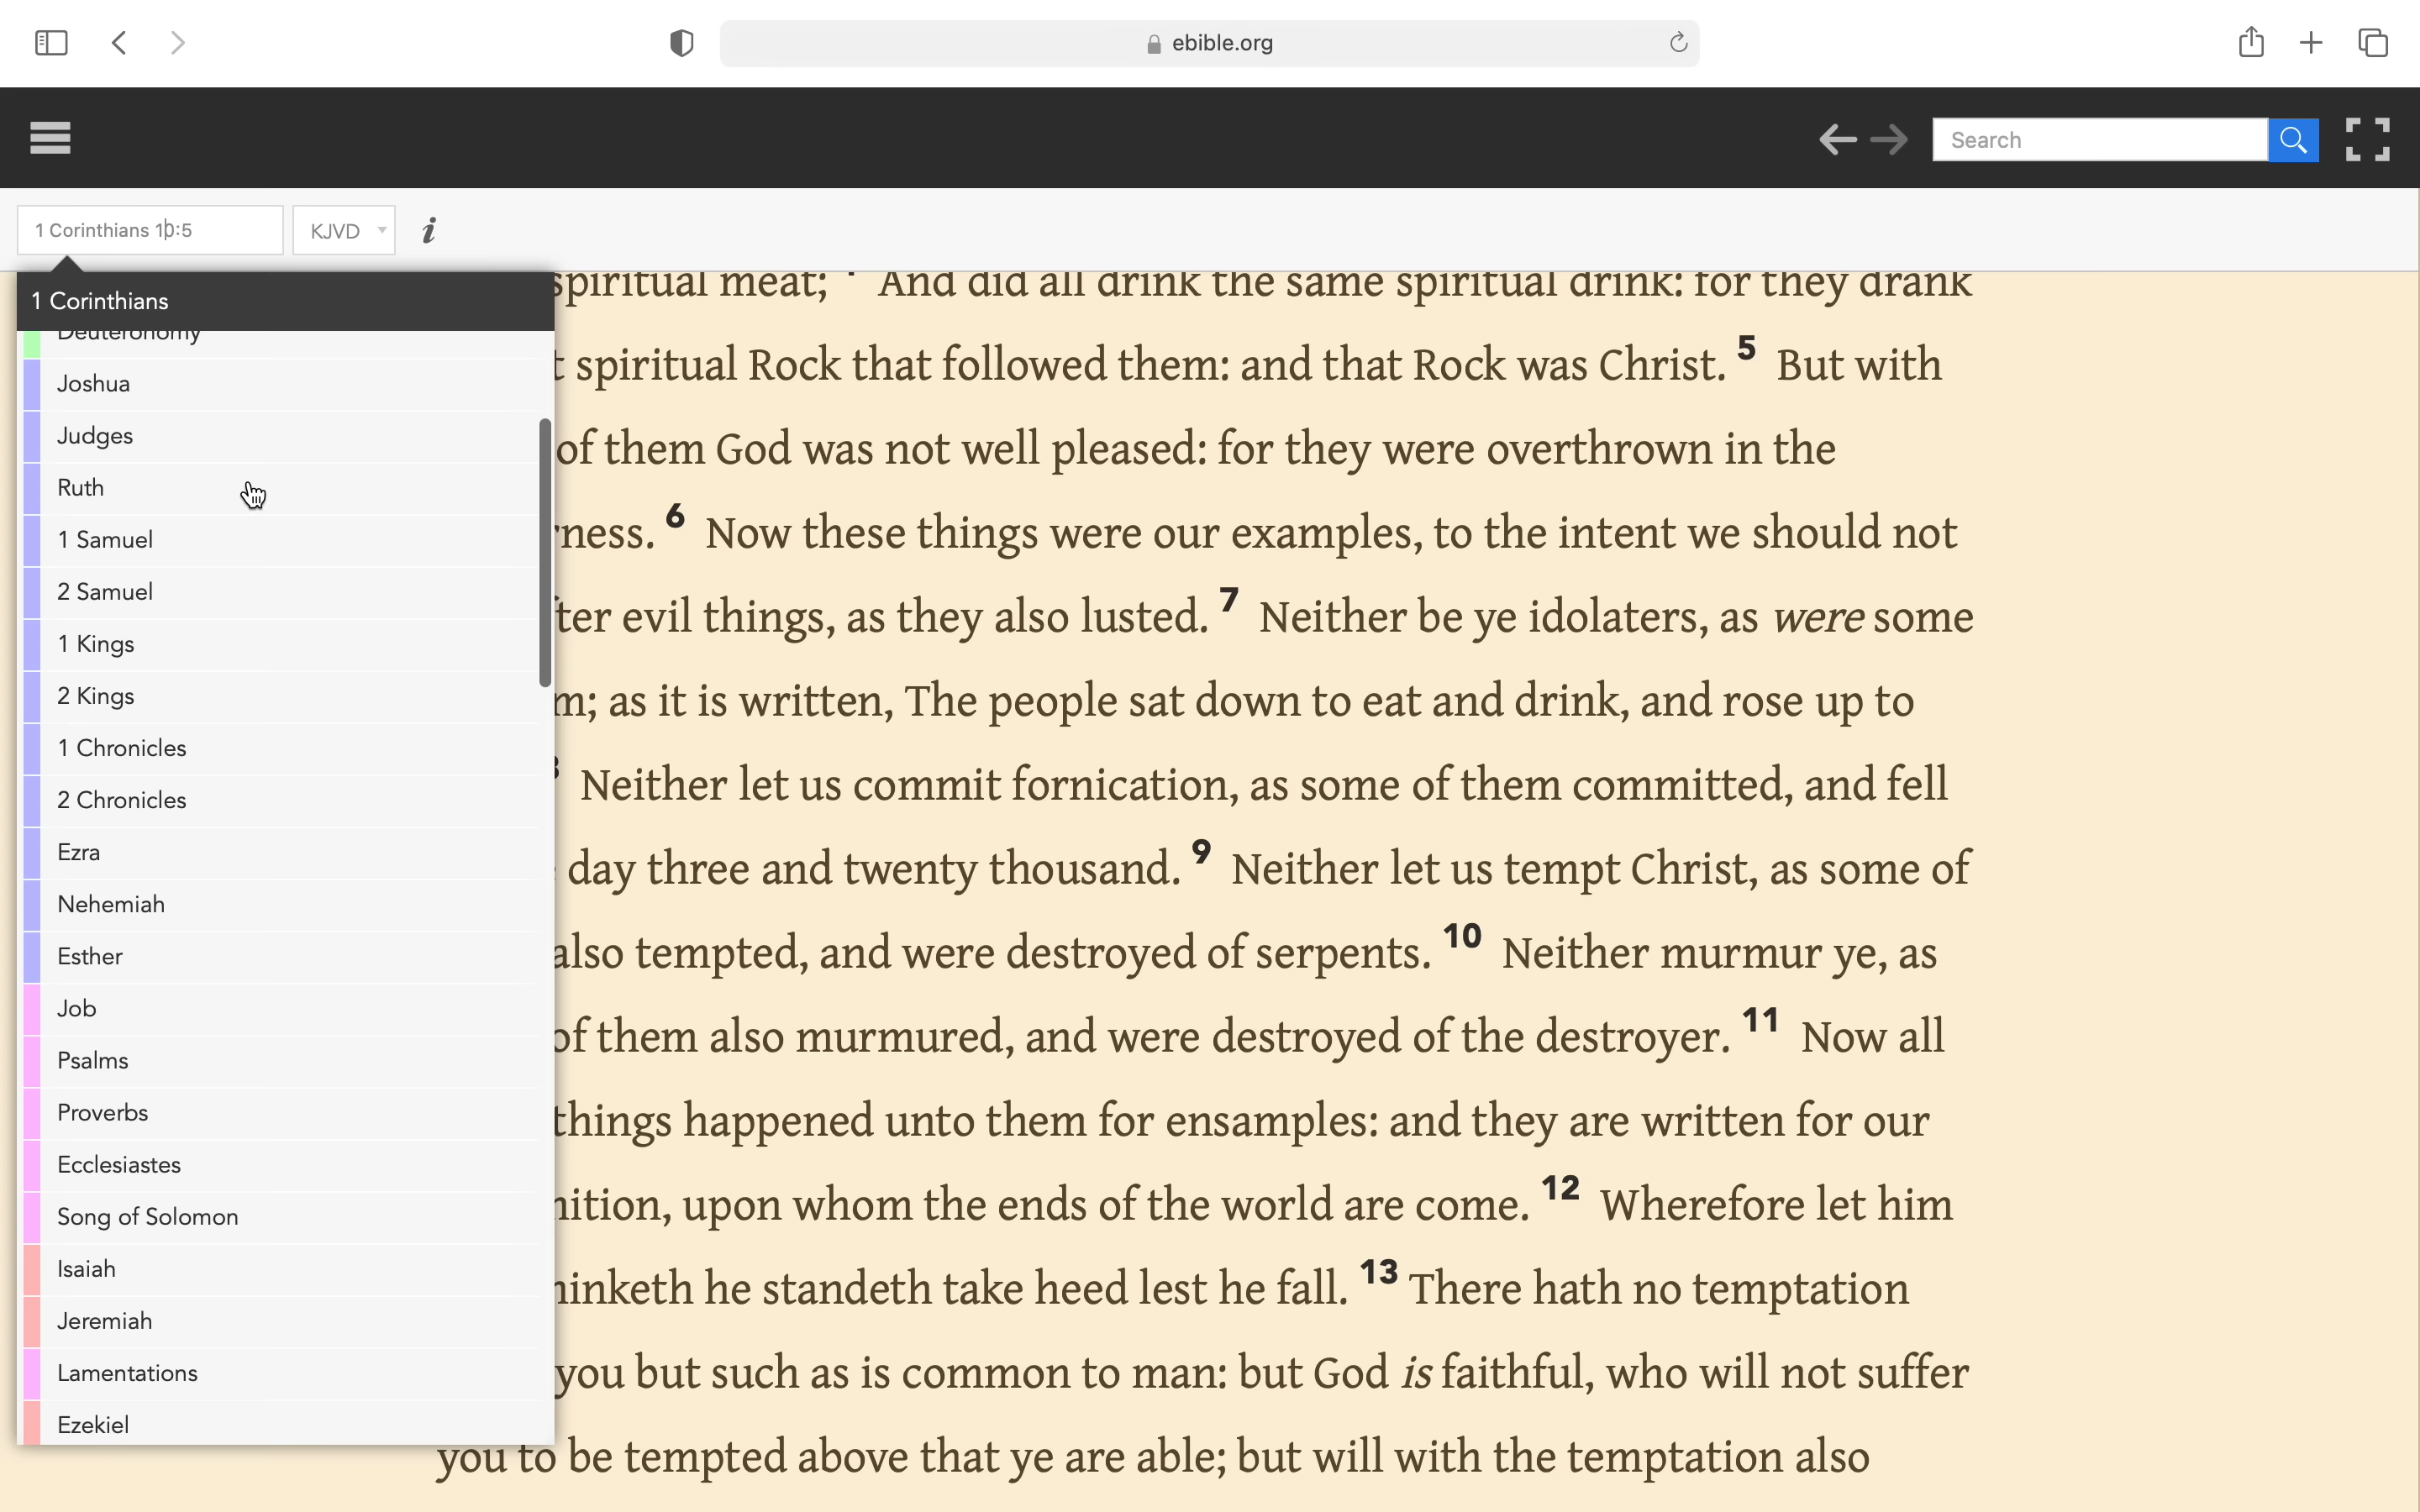 ebible.org
Search
1 Corinthians 10:5
KJVD
i
1 Corinthians
Deuteronomy
Joshua
Judges
Ruth
1 Samuel
2 Samuel
1 Kings
2 Kings
1 Chronicles
2 Chronicles
Ezra
Nehemiah
Esther
Job
Psalms
Proverbs
Ecclesiastes
Song of Solomon
Isaiah
Jeremiah
Lamentations
Ezekiel
spiritual meat; And did all drink the same spiritual drink: for they drank
spiritual Rock that followed them: and that Rock was Christ. 5 But with
of them God was not well pleased: for they were overthrown in the
ness. 6 Now these things were our examples, to the intent we should not
ter evil things, as they also lusted. 7 Neither be ye idolaters, as were some
m; as it is written, The people sat down to eat and drink, and rose up to
Neither let us commit fornication, as some of them committed, and fell
day three and twenty thousand. 9 Neither let us tempt Christ, as some of
also tempted, and were destroyed of serpents. 10 Neither murmur ye, as
of them also murmured, and were destroyed of the destroyer. 11 Now all
things happened unto them for ensamples: and they are written for our
nition, upon whom the ends of the world are come. 12 Wherefore let him
hinketh he standeth take heed lest he fall. 13 There hath no temptation
you but such as is common to man: but God is faithful, who will not suffer
you to be tempted above that ye are able; but will with the temptation also